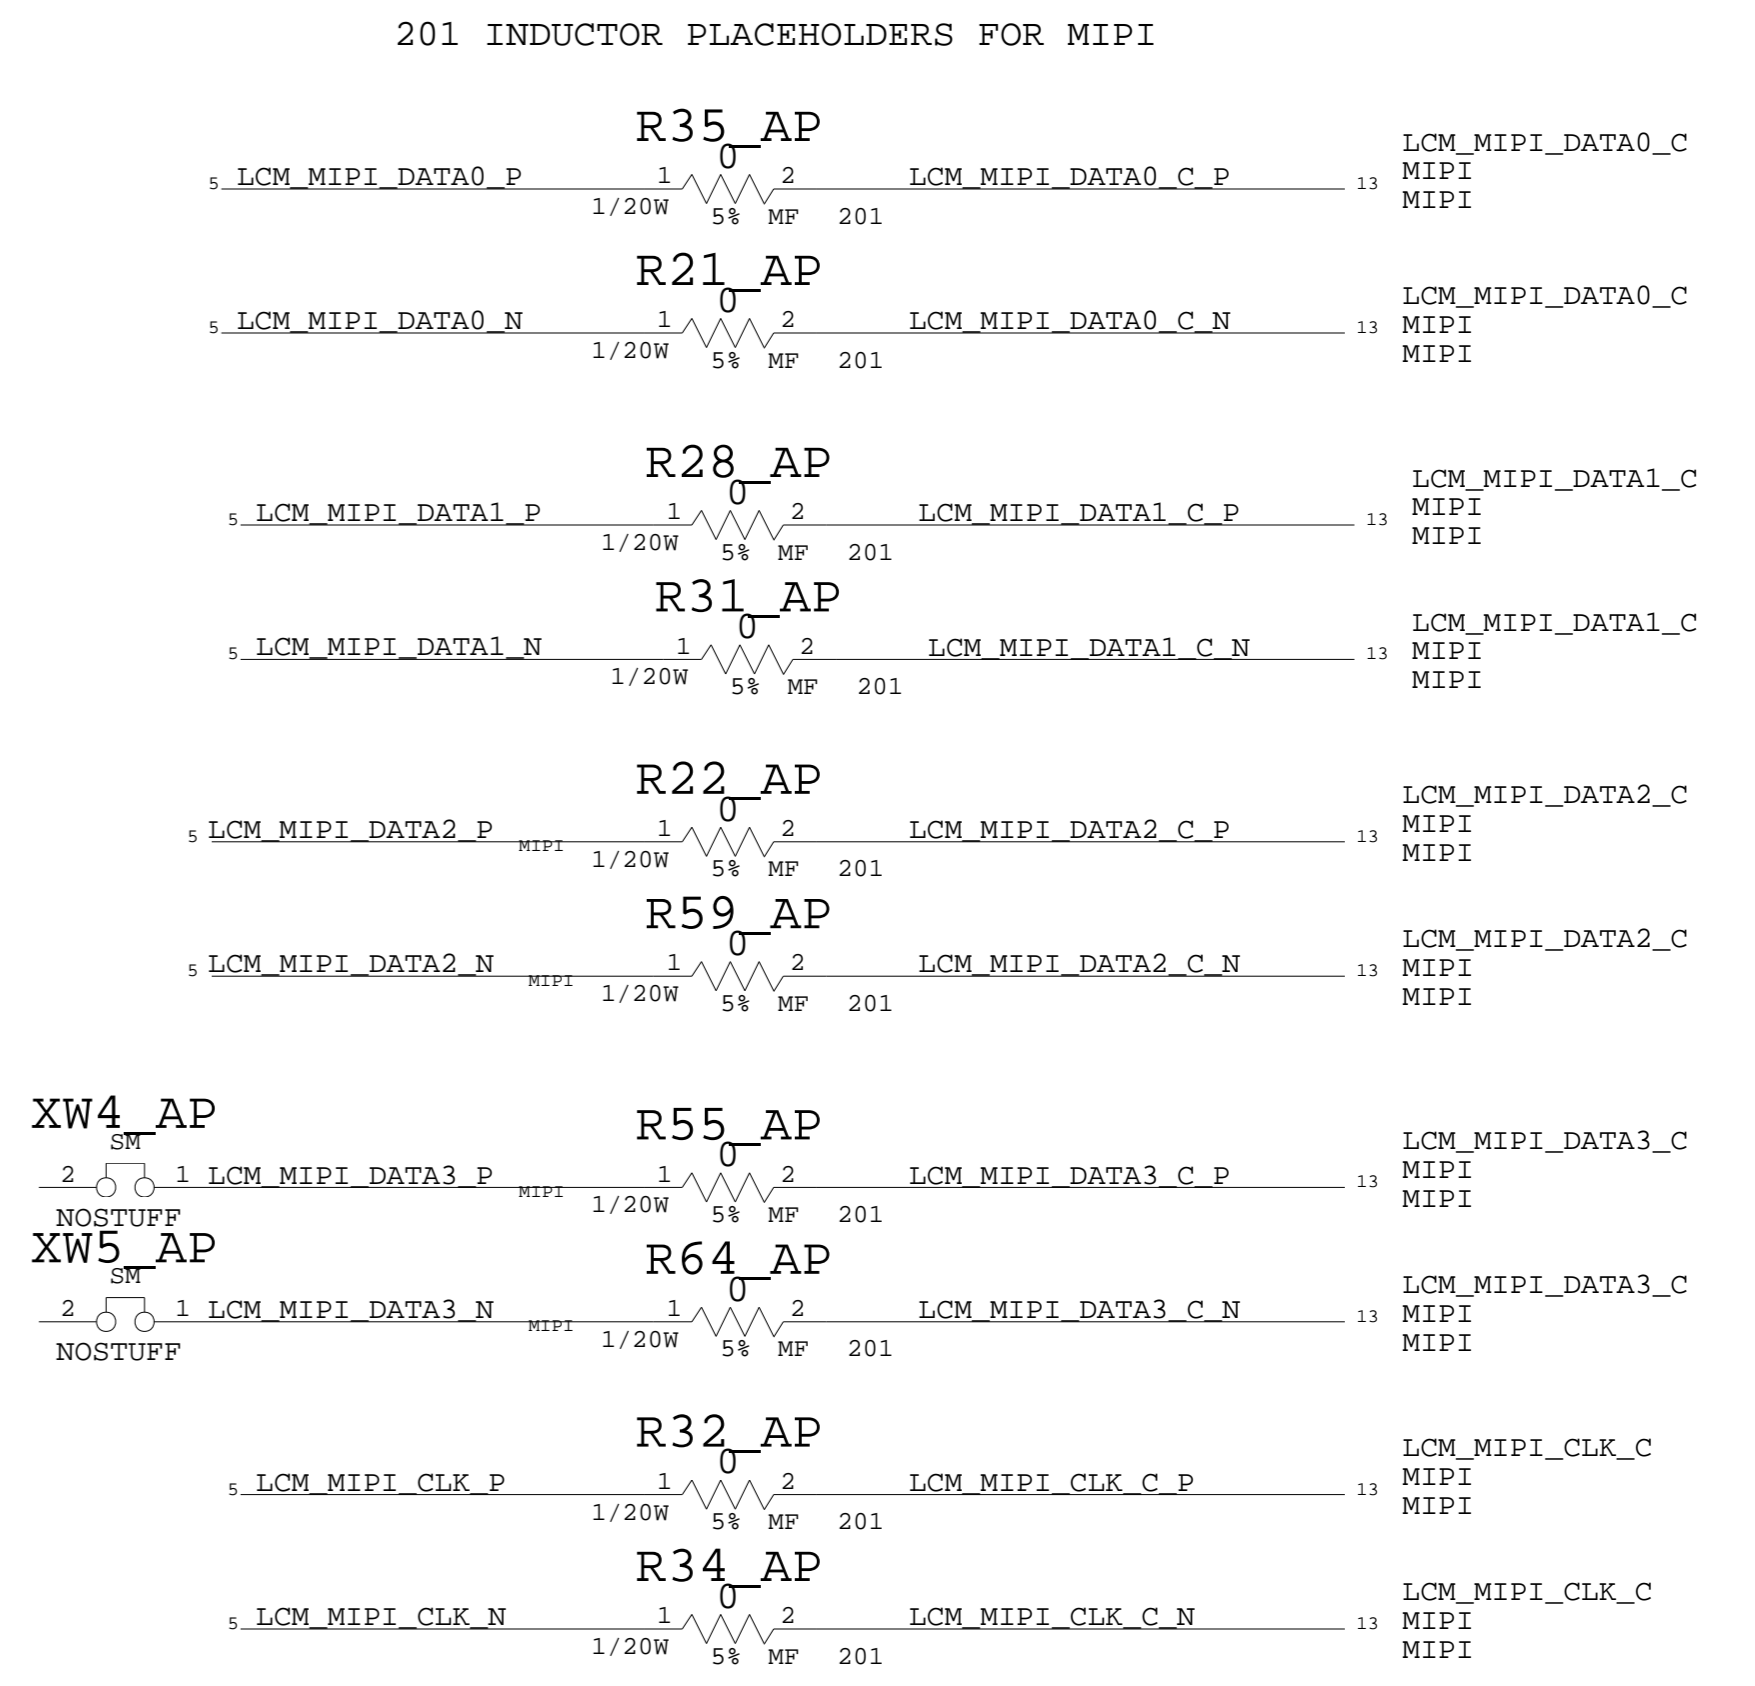 201 INDUCTOR PLACEHOLDERS FOR MIPI
R35_AP
0
5 LCM_MIPI_DATA0_P 1 2 LCM_MIPI_DATA0_C_P 13
1/20W 5% MF 201
LCM_MIPI_DATA0_C
MIPI
MIPI
R21_AP
0
5 LCM_MIPI_DATA0_N 1 2 LCM_MIPI_DATA0_C_N 13
1/20W 5% MF 201
LCM_MIPI_DATA0_C
MIPI
MIPI
R28_AP
0
5 LCM_MIPI_DATA1_P 1 2 LCM_MIPI_DATA1_C_P 13
1/20W 5% MF 201
LCM_MIPI_DATA1_C
MIPI
MIPI
R31_AP
0
5 LCM_MIPI_DATA1_N 1 2 LCM_MIPI_DATA1_C_N 13
1/20W 5% MF 201
LCM_MIPI_DATA1_C
MIPI
MIPI
R22_AP
0
5 LCM_MIPI_DATA2_P MIPI 1 2 LCM_MIPI_DATA2_C_P 13
1/20W 5% MF 201
LCM_MIPI_DATA2_C
MIPI
MIPI
R59_AP
0
5 LCM_MIPI_DATA2_N MIPI 1 2 LCM_MIPI_DATA2_C_N 13
1/20W 5% MF 201
LCM_MIPI_DATA2_C
MIPI
MIPI
XW4_AP
SM
2 1 LCM_MIPI_DATA3_P MIPI
NOSTUFF
R55_AP
0
1 2 LCM_MIPI_DATA3_C_P 13
1/20W 5% MF 201
LCM_MIPI_DATA3_C
MIPI
MIPI
XW5_AP
SM
2 1 LCM_MIPI_DATA3_N MIPI
NOSTUFF
R64_AP
0
1 2 LCM_MIPI_DATA3_C_N 13
1/20W 5% MF 201
LCM_MIPI_DATA3_C
MIPI
MIPI
R32_AP
0
5 LCM_MIPI_CLK_P 1 2 LCM_MIPI_CLK_C_P 13
1/20W 5% MF 201
LCM_MIPI_CLK_C
MIPI
MIPI
R34_AP
0
5 LCM_MIPI_CLK_N 1 2 LCM_MIPI_CLK_C_N 13
1/20W 5% MF 201
LCM_MIPI_CLK_C
MIPI
MIPI